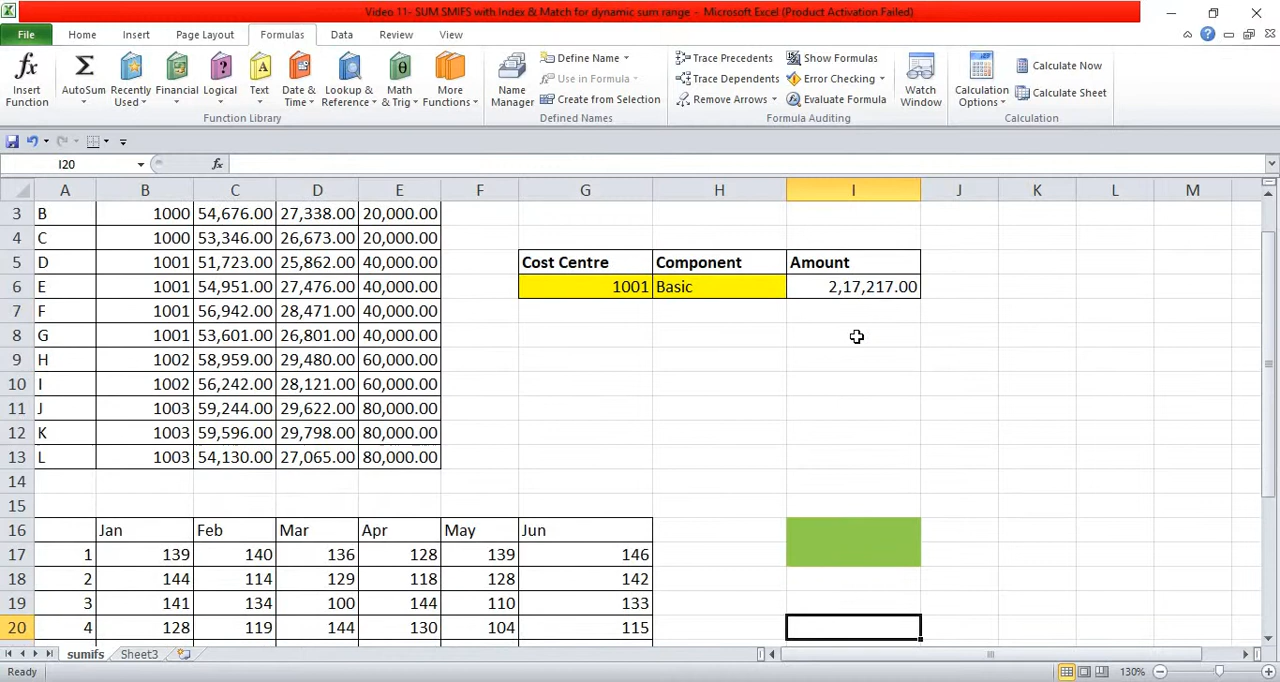 Video 11- SUM SMIFS with Index & Match for dynamic sum range - Microsoft Excel (Product Activation Failed)
File Home Insert Page Layout Formulas Data Review View
fx Insert Function
Σ AutoSum
Recently Used
Financial
Logical
Text
Date & Time
Lookup & Reference
Math & Trig
More Functions
Function Library
Name Manager
Define Name
Use in Formula
Create from Selection
Defined Names
Trace Precedents
Trace Dependents
Remove Arrows
Show Formulas
Error Checking
Evaluate Formula
Formula Auditing
Watch Window
Calculation Options
Calculate Now
Calculate Sheet
Calculation
I20 fx
A B C D E F G H I J K L M
3 B 1000 54,676.00 27,338.00 20,000.00
4 C 1000 53,346.00 26,673.00 20,000.00
5 D 1001 51,723.00 25,862.00 40,000.00 Cost Centre Component Amount
6 E 1001 54,951.00 27,476.00 40,000.00 1001 Basic 2,17,217.00
7 F 1001 56,942.00 28,471.00 40,000.00
8 G 1001 53,601.00 26,801.00 40,000.00
9 H 1002 58,959.00 29,480.00 60,000.00
10 I 1002 56,242.00 28,121.00 60,000.00
11 J 1003 59,244.00 29,622.00 80,000.00
12 K 1003 59,596.00 29,798.00 80,000.00
13 L 1003 54,130.00 27,065.00 80,000.00
14
15
16 Jan Feb Mar Apr May Jun
17 1 139 140 136 128 139 146
18 2 144 114 129 118 128 142
19 3 141 134 100 144 110 133
20 4 128 119 144 130 104 115
sumifs Sheet3
Ready 130%